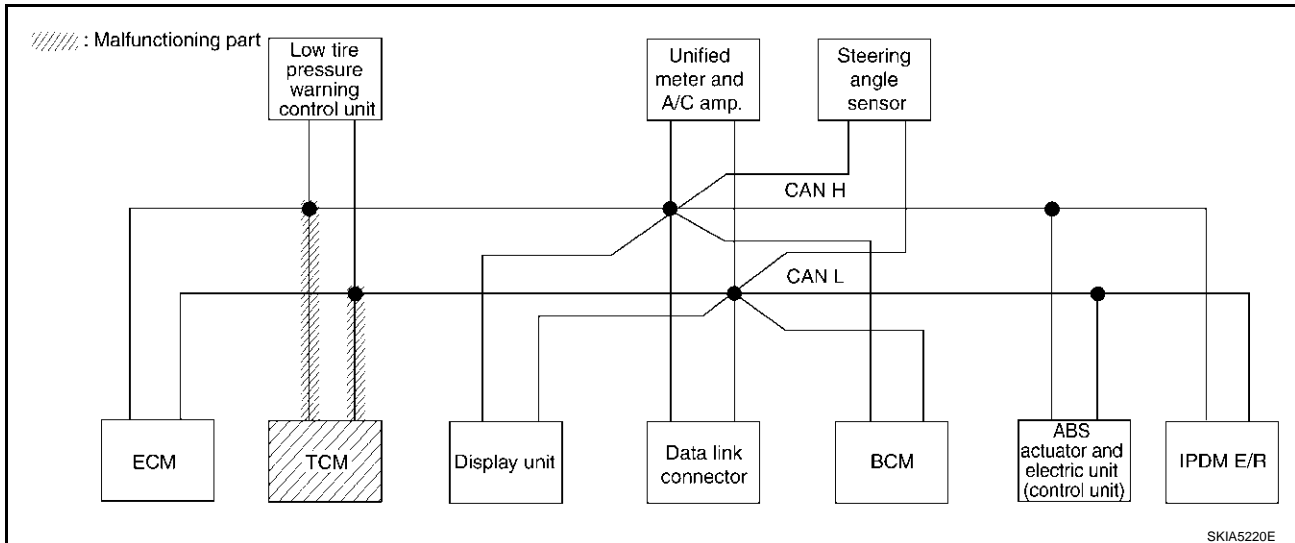 : Malfunctioning part
Low tire
pressure
warning
control unit
Unified
meter and
A/C amp.
Steering
angle
sensor
CAN H
CAN L
ECM
TCM
Display unit
Data link
connector
BCM
ABS
actuator and
electric unit
(control unit)
IPDM E/R
SKIA5220E